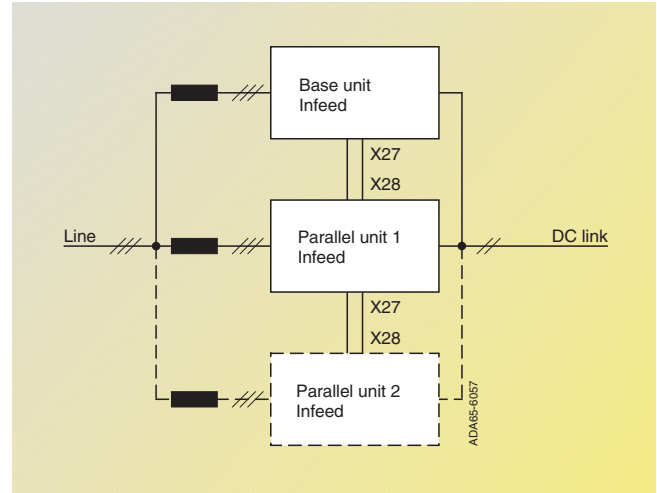 Base unit
Infeed
X27
X28
Line
Parallel unit 1
Infeed
DC link
X27
X28
Parallel unit 2
Infeed
ADA65-6057